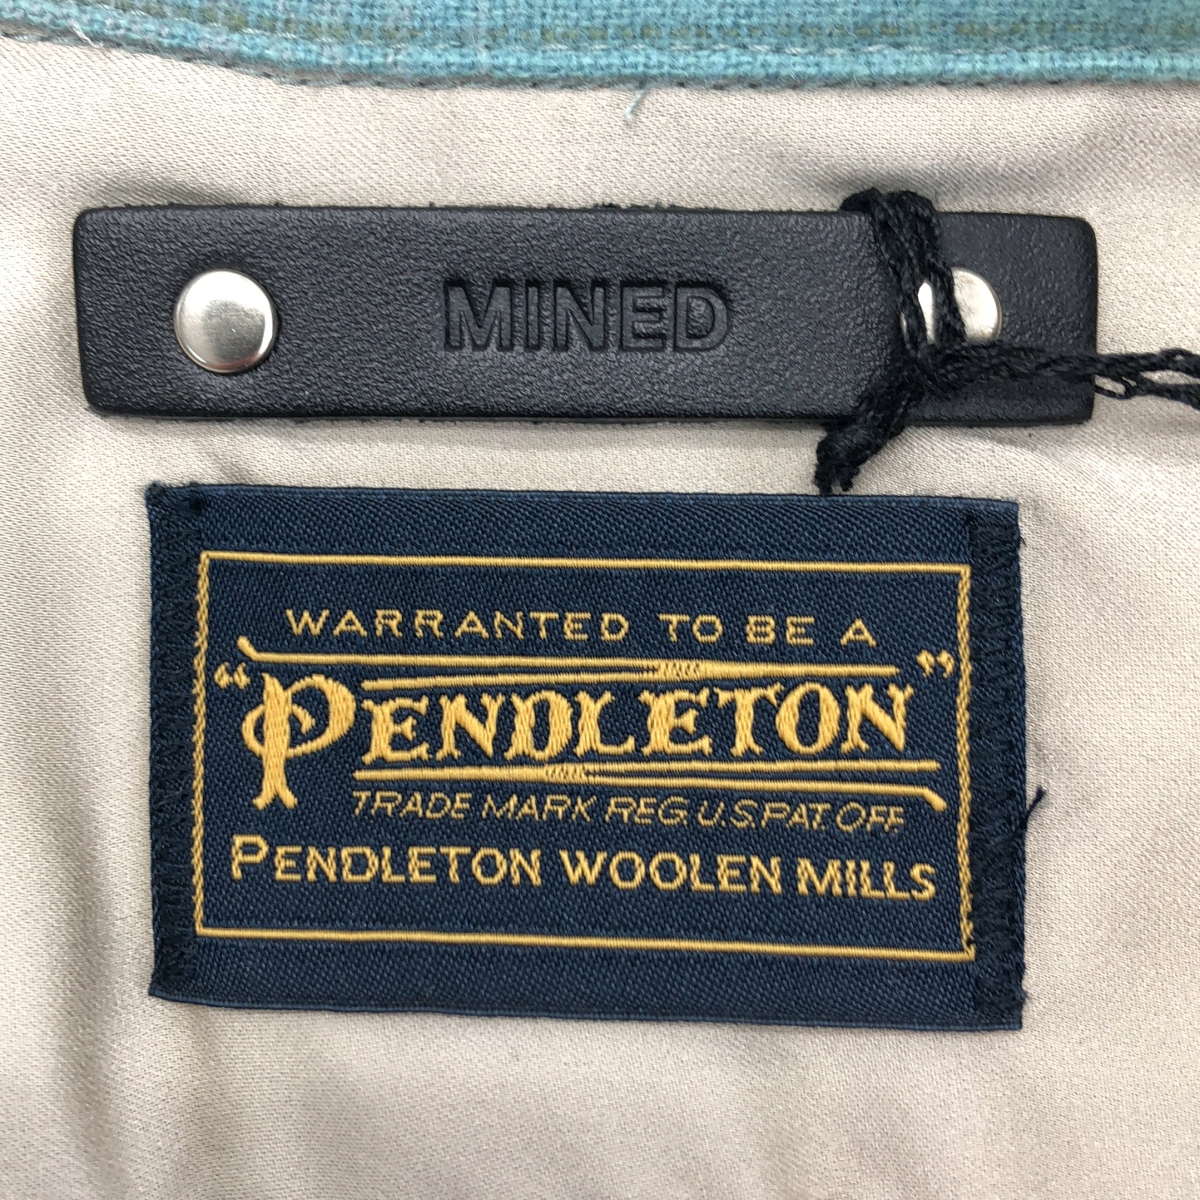 MINED
WARRANTED TO BE A
"PENDLETON"
TRADE MARK REG. U.S. PAT. OFF.
PENDLETON WOOLEN MILLS